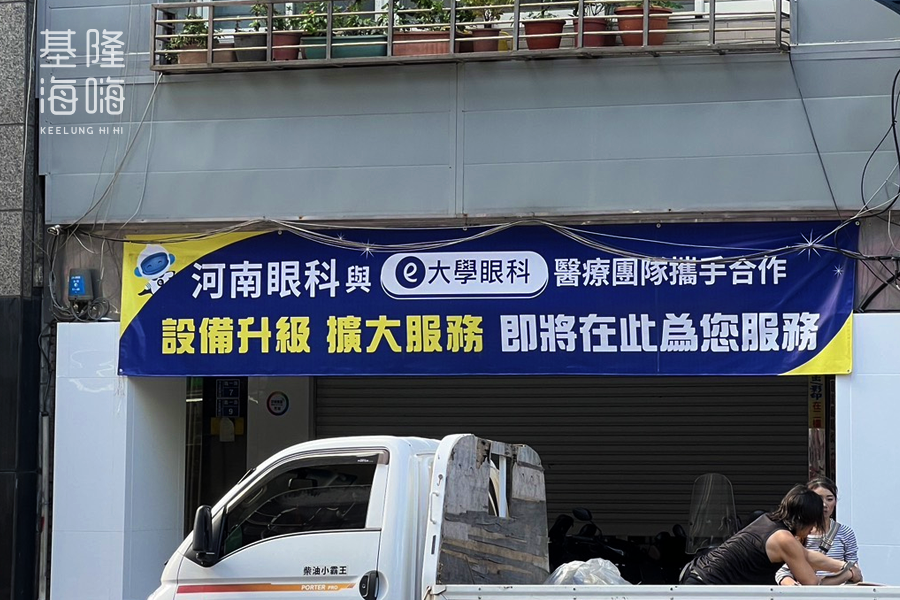 基隆
海嗨
KEELUNG HI HI
河南眼科與 e大學眼科 醫療團隊攜手合作
設備升級 擴大服務 即將在此為您服務
7
9
柴油小霸王
PORTER PRO